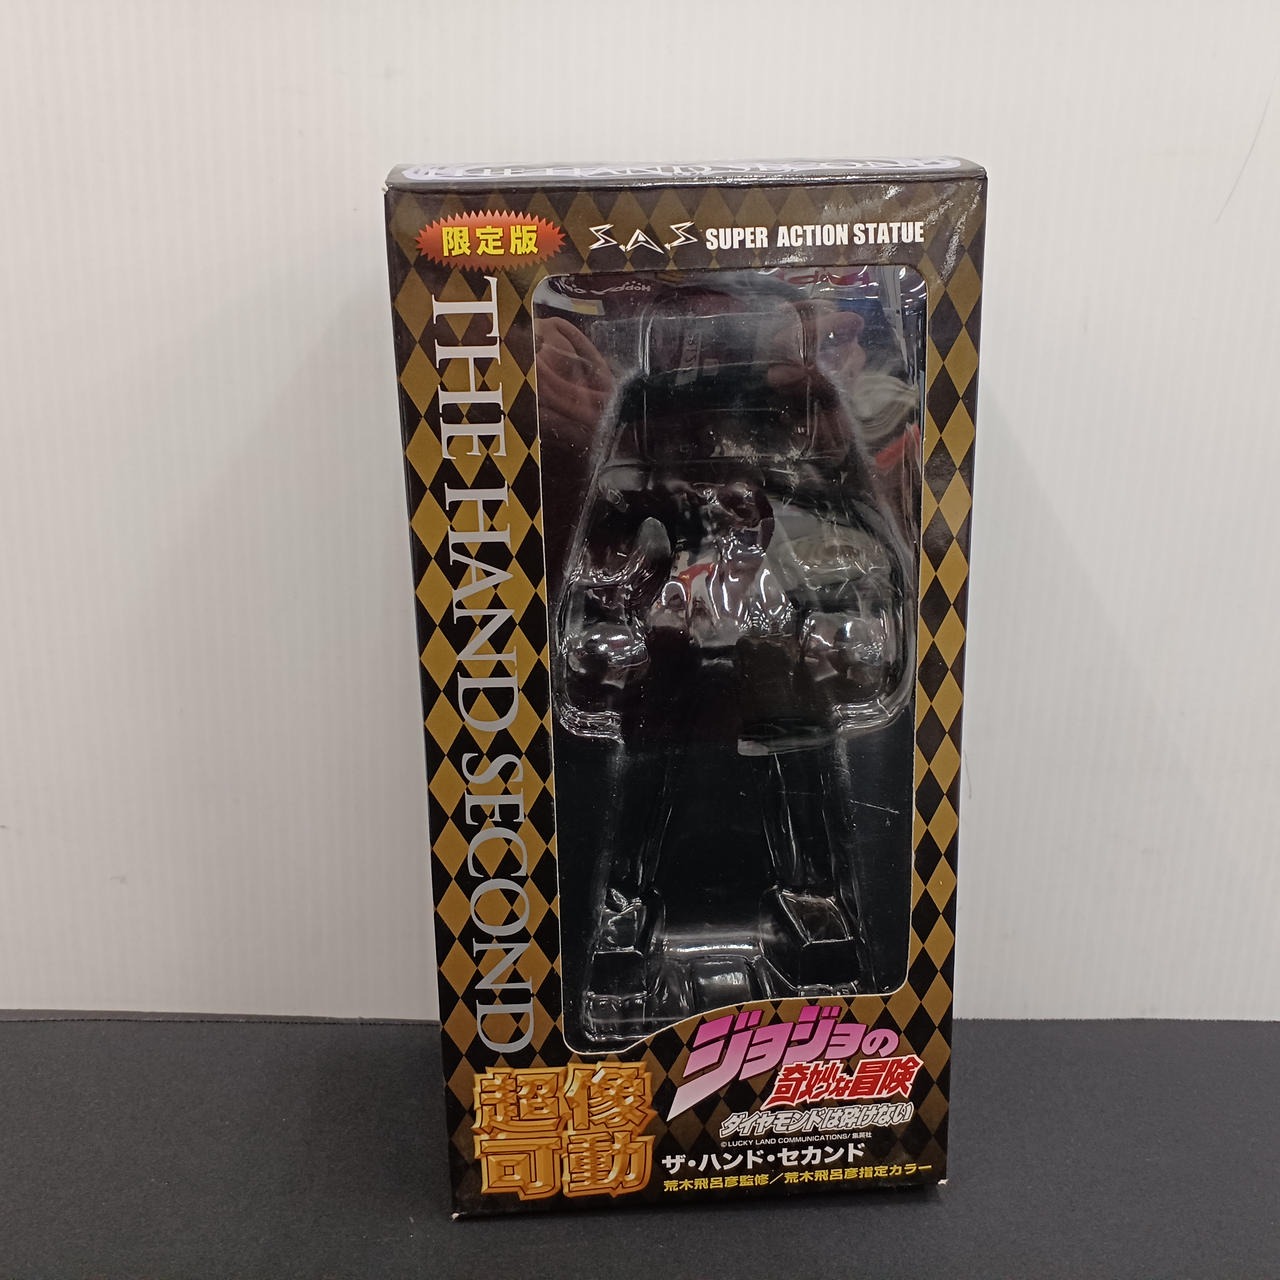 限定版
S.A.S SUPER ACTION STATUE
THE HAND SECOND
超像
可動
ジョジョの
奇妙な冒険
ダイヤモンドは砕けない
©LUCKY LAND COMMUNICATIONS/集英社
ザ・ハンド・セカンド
荒木飛呂彦監修／荒木飛呂彦指定カラー